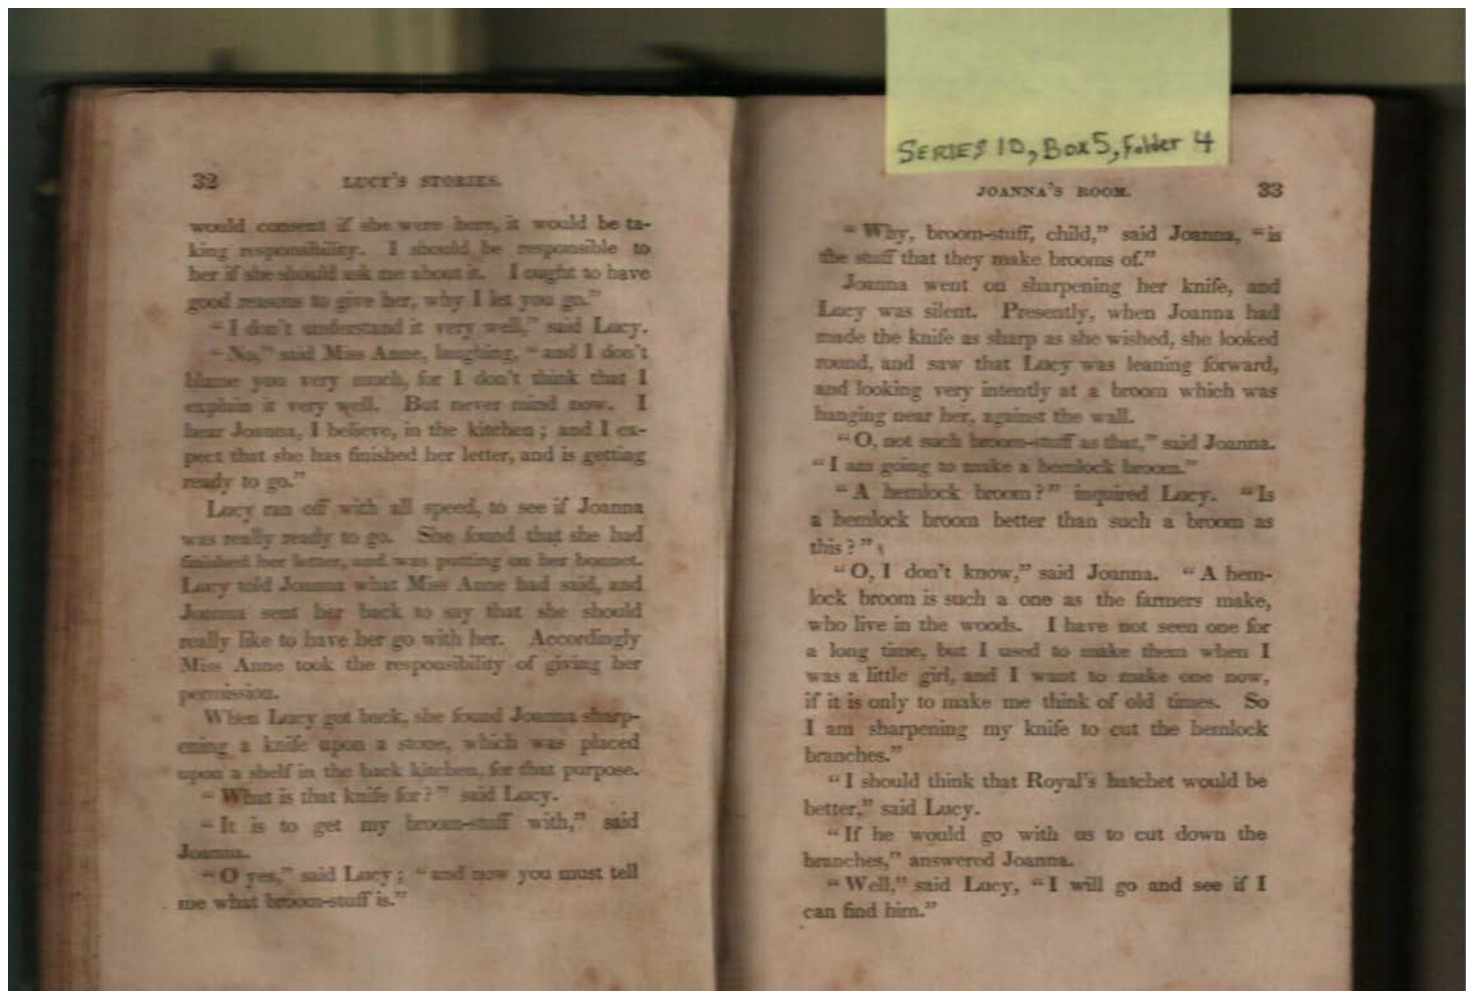 SERIES 10, Box 5, Folder 4
32 LUCY'S STORIES.
would consent if she were here, it would be ta-
king responsibility. I should be responsible to
her if she should ask me about it. I ought to have
good reasons to give her, why I let you go."
"I don't understand it very well," said Lucy.
"No," said Miss Anne, laughing, "and I don't
blame you very much, for I don't think that I
explain it very well. But never mind now. I
hear Joanna, I believe, in the kitchen; and I ex-
pect that she has finished her letter, and is getting
ready to go."
Lucy ran off with all speed, to see if Joanna
was really ready to go. She found that she had
finished her letter, and was putting on her bonnet.
Lucy told Joanna what Miss Anne had said, and
Joanna sent her back to say that she should
really like to have her go with her. Accordingly
Miss Anne took the responsibility of giving her
permission.
When Lucy got back, she found Joanna sharp-
ening a knife upon a stone, which was placed
upon a shelf in the back kitchen, for that purpose.
"What is that knife for?" said Lucy.
"It is to get my broom-stuff with," said
Joanna.
"O yes," said Lucy; "and now you must tell
me what broom-stuff is."
JOANNA'S ROOM. 33
"Why, broom-stuff, child," said Joanna, "is
the stuff that they make brooms of."
Joanna went on sharpening her knife, and
Lucy was silent. Presently, when Joanna had
made the knife as sharp as she wished, she looked
round, and saw that Lucy was leaning forward,
and looking very intently at a broom which was
hanging near her, against the wall.
"O, not such broom-stuff as that," said Joanna.
"I am going to make a hemlock broom."
"A hemlock broom?" inquired Lucy. "Is
a hemlock broom better than such a broom as
this?"
"O, I don't know," said Joanna. "A hem-
lock broom is such a one as the farmers make,
who live in the woods. I have not seen one for
a long time, but I used to make them when I
was a little girl, and I want to make one now,
if it is only to make me think of old times. So
I am sharpening my knife to cut the hemlock
branches."
"I should think that Royal's hatchet would be
better," said Lucy.
"If he would go with us to cut down the
branches," answered Joanna.
"Well," said Lucy, "I will go and see if I
can find him."